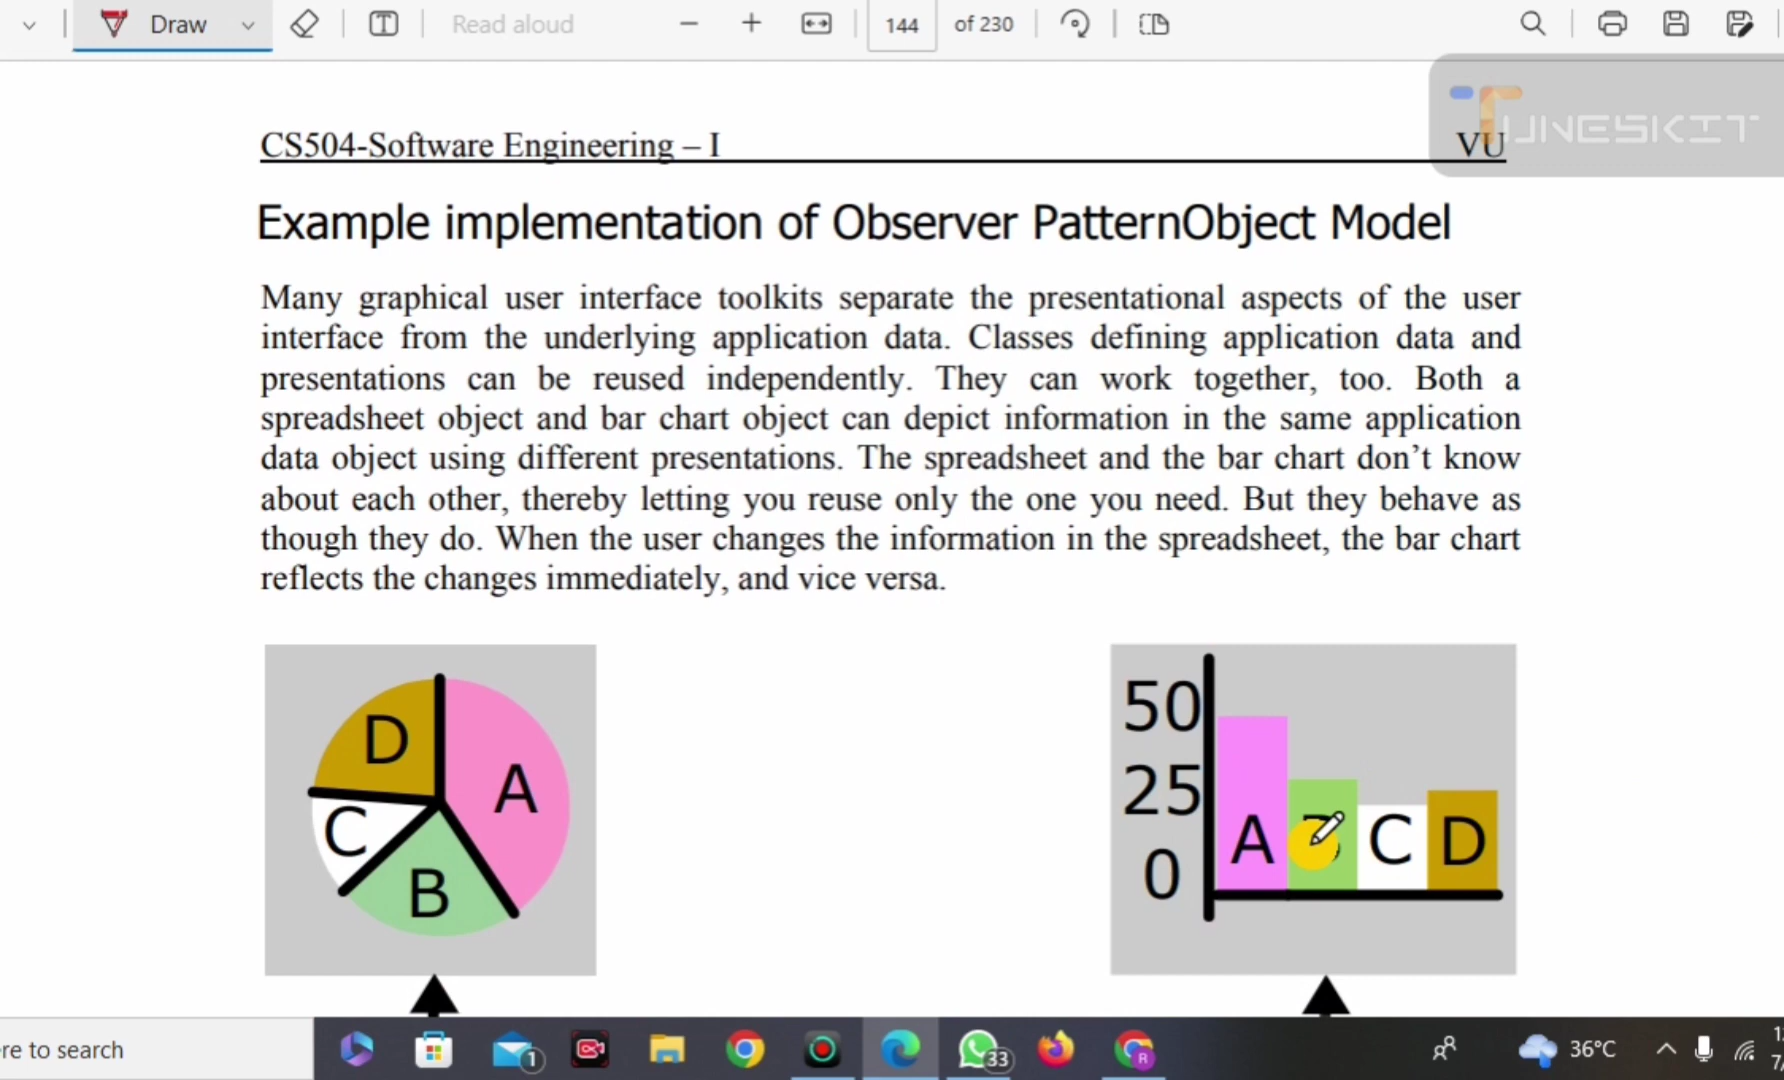 Draw
Read aloud
144
of 230
TUNESKIT
CS504-Software Engineering – I
VU
Example implementation of Observer PatternObject Model
Many graphical user interface toolkits separate the presentational aspects of the user
interface from the underlying application data. Classes defining application data and
presentations can be reused independently. They can work together, too. Both a
spreadsheet object and bar chart object can depict information in the same application
data object using different presentations. The spreadsheet and the bar chart don’t know
about each other, thereby letting you reuse only the one you need. But they behave as
though they do. When the user changes the information in the spreadsheet, the bar chart
reflects the changes immediately, and vice versa.
D
A
C
B
50
25
0
A
C
D
re to search
1
33
R
36°C